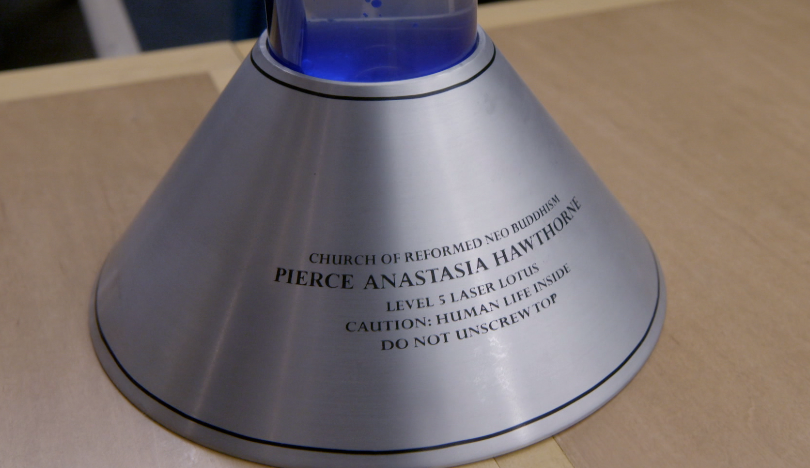 CHURCH OF REFORMED NEO BUDDHISM
PIERCE ANASTASIA HAWTHORNE
LEVEL 5 LASER LOTUS
CAUTION: HUMAN LIFE INSIDE
DO NOT UNSCREW TOP